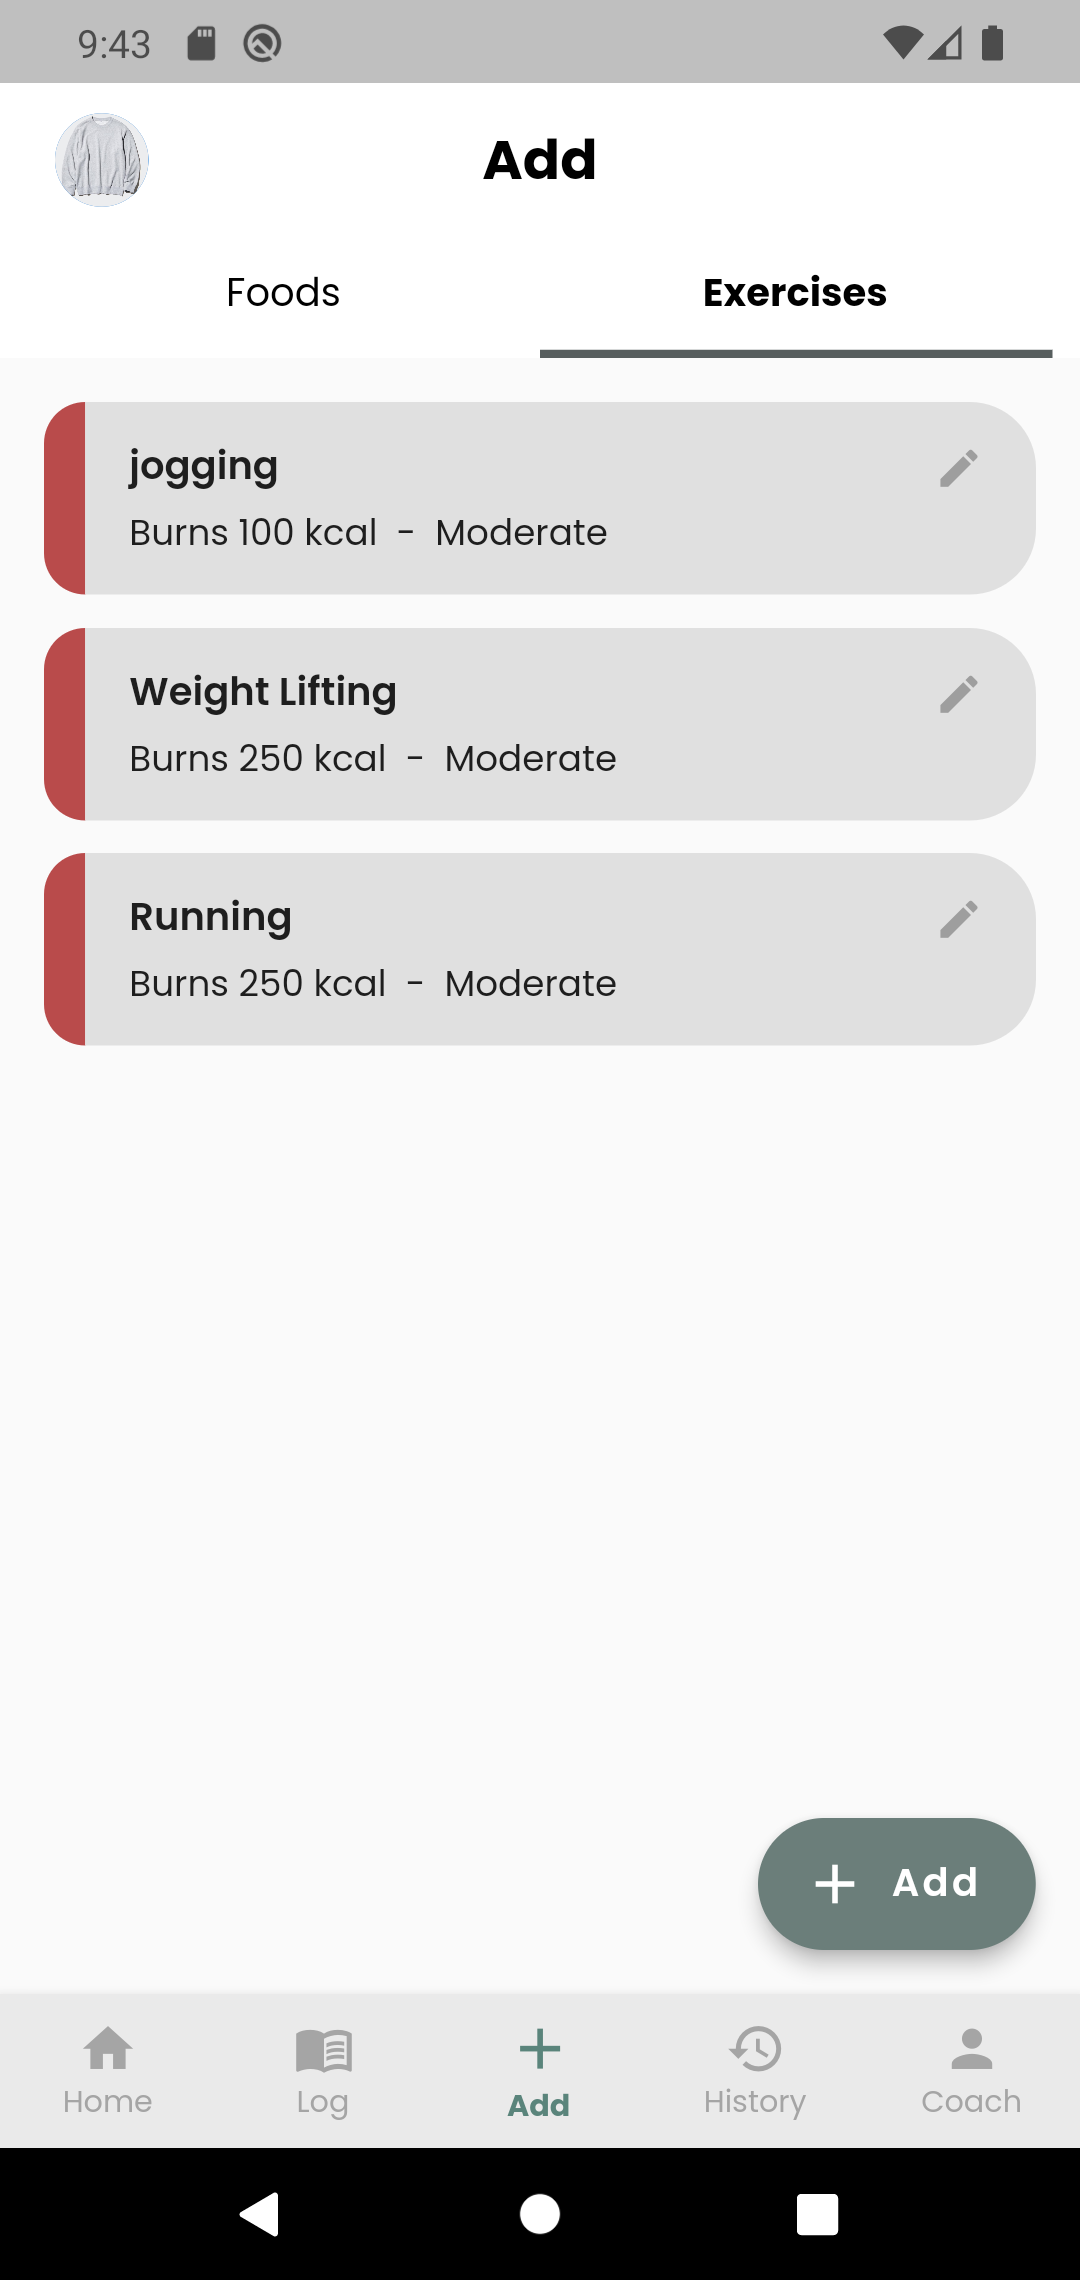 9:43
Add
Foods
Exercises
jogging
Burns 100 kcal - Moderate
Weight Lifting
Burns 250 kcal - Moderate
Running
Burns 250 kcal - Moderate
Add
Home
Log
Add
History
Coach